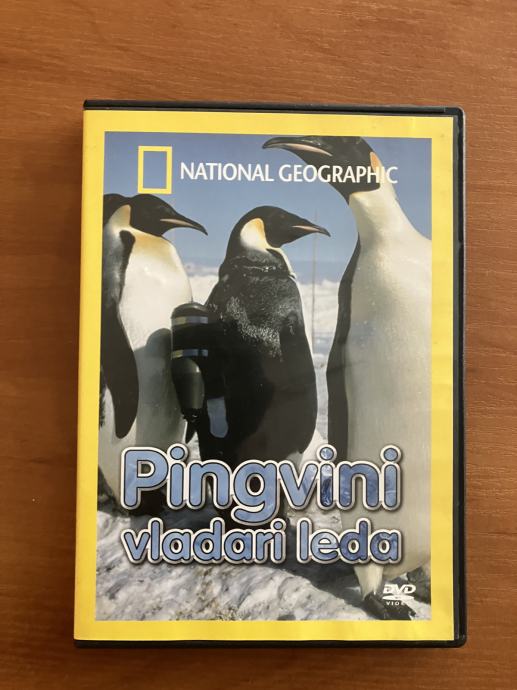 NATIONAL GEOGRAPHIC
Pingvini
vladari leda
DVD
VIDEO